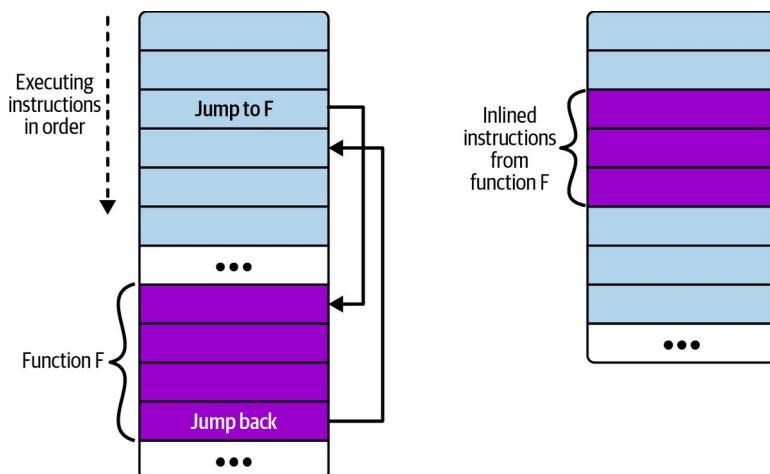 Executing
instructions
in order
Jump to F
•••
Function F
Jump back
•••
Inlined
instructions
from
function F
•••